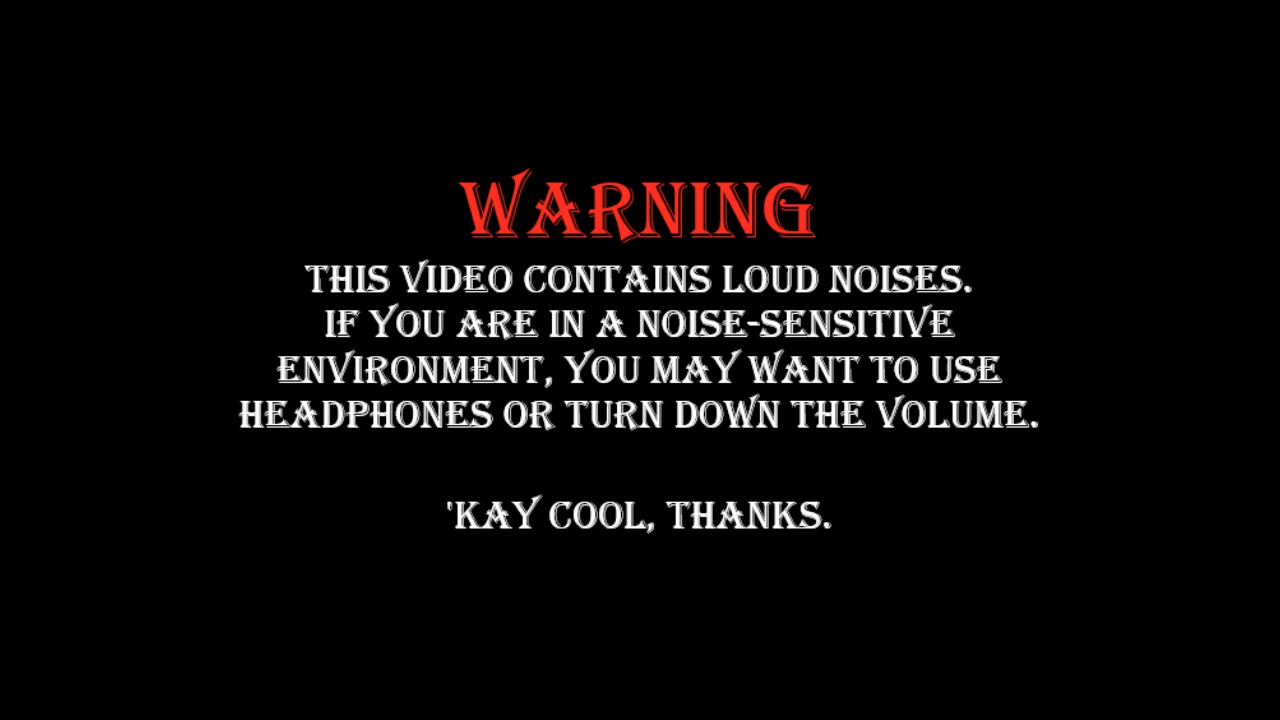 WARNING
THIS VIDEO CONTAINS LOUD NOISES.
IF YOU ARE IN A NOISE-SENSITIVE
ENVIRONMENT, YOU MAY WANT TO USE
HEADPHONES OR TURN DOWN THE VOLUME.
'KAY COOL, THANKS.